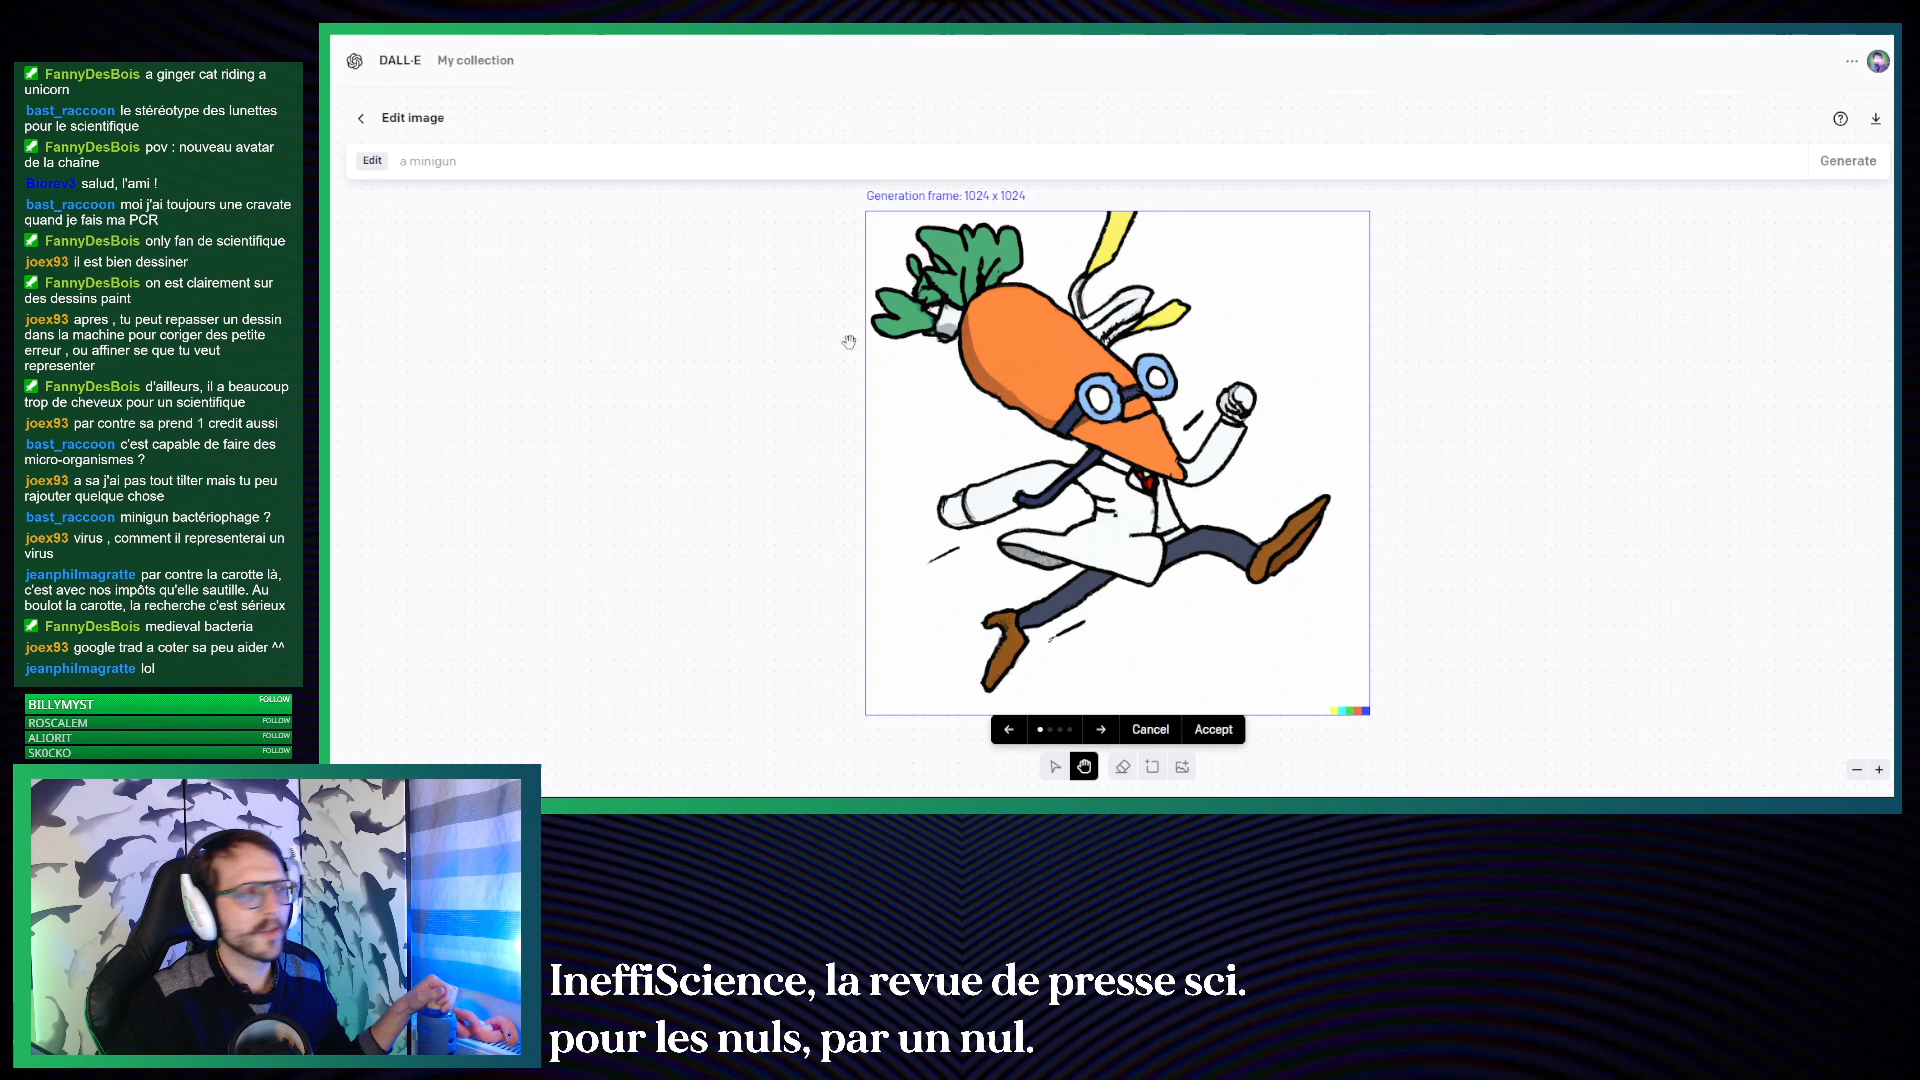 FannyDesBois a ginger cat riding a
unicorn
bast_raccoon le stéréotype des lunettes
pour le scientifique
FannyDesBois pov : nouveau avatar
de la chaîne
Biorev3 salud, l'ami !
bast_raccoon moi j'ai toujours une cravate
quand je fais ma PCR
FannyDesBois only fan de scientifique
joex93 il est bien dessiner
FannyDesBois on est clairement sur
des dessins paint
joex93 apres , tu peut repasser un dessin
dans la machine pour coriger des petite
erreur , ou affiner se que tu veut
representer
FannyDesBois d'ailleurs, il a beaucoup
trop de cheveux pour un scientifique
joex93 par contre sa prend 1 credit aussi
bast_raccoon c'est capable de faire des
micro-organismes ?
joex93 a sa j'ai pas tout tilter mais tu peu
rajouter quelque chose
bast_raccoon minigun bactériophage ?
joex93 virus , comment il representerai un
virus
jeanphilmagratte par contre la carotte là,
c'est avec nos impôts qu'elle sautille. Au
boulot la carotte, la recherche c'est sérieux
FannyDesBois medieval bacteria
joex93 google trad a coter sa peu aider ^^
jeanphilmagratte lol
BILLYMYST FOLLOW
ROSCALEM FOLLOW
ALIORIT FOLLOW
SK0CKO FOLLOW
DALL·E My collection
Edit image
Edit a minigun Generate
Generation frame: 1024 x 1024
Cancel Accept
IneffiScience, la revue de presse sci.
pour les nuls, par un nul.